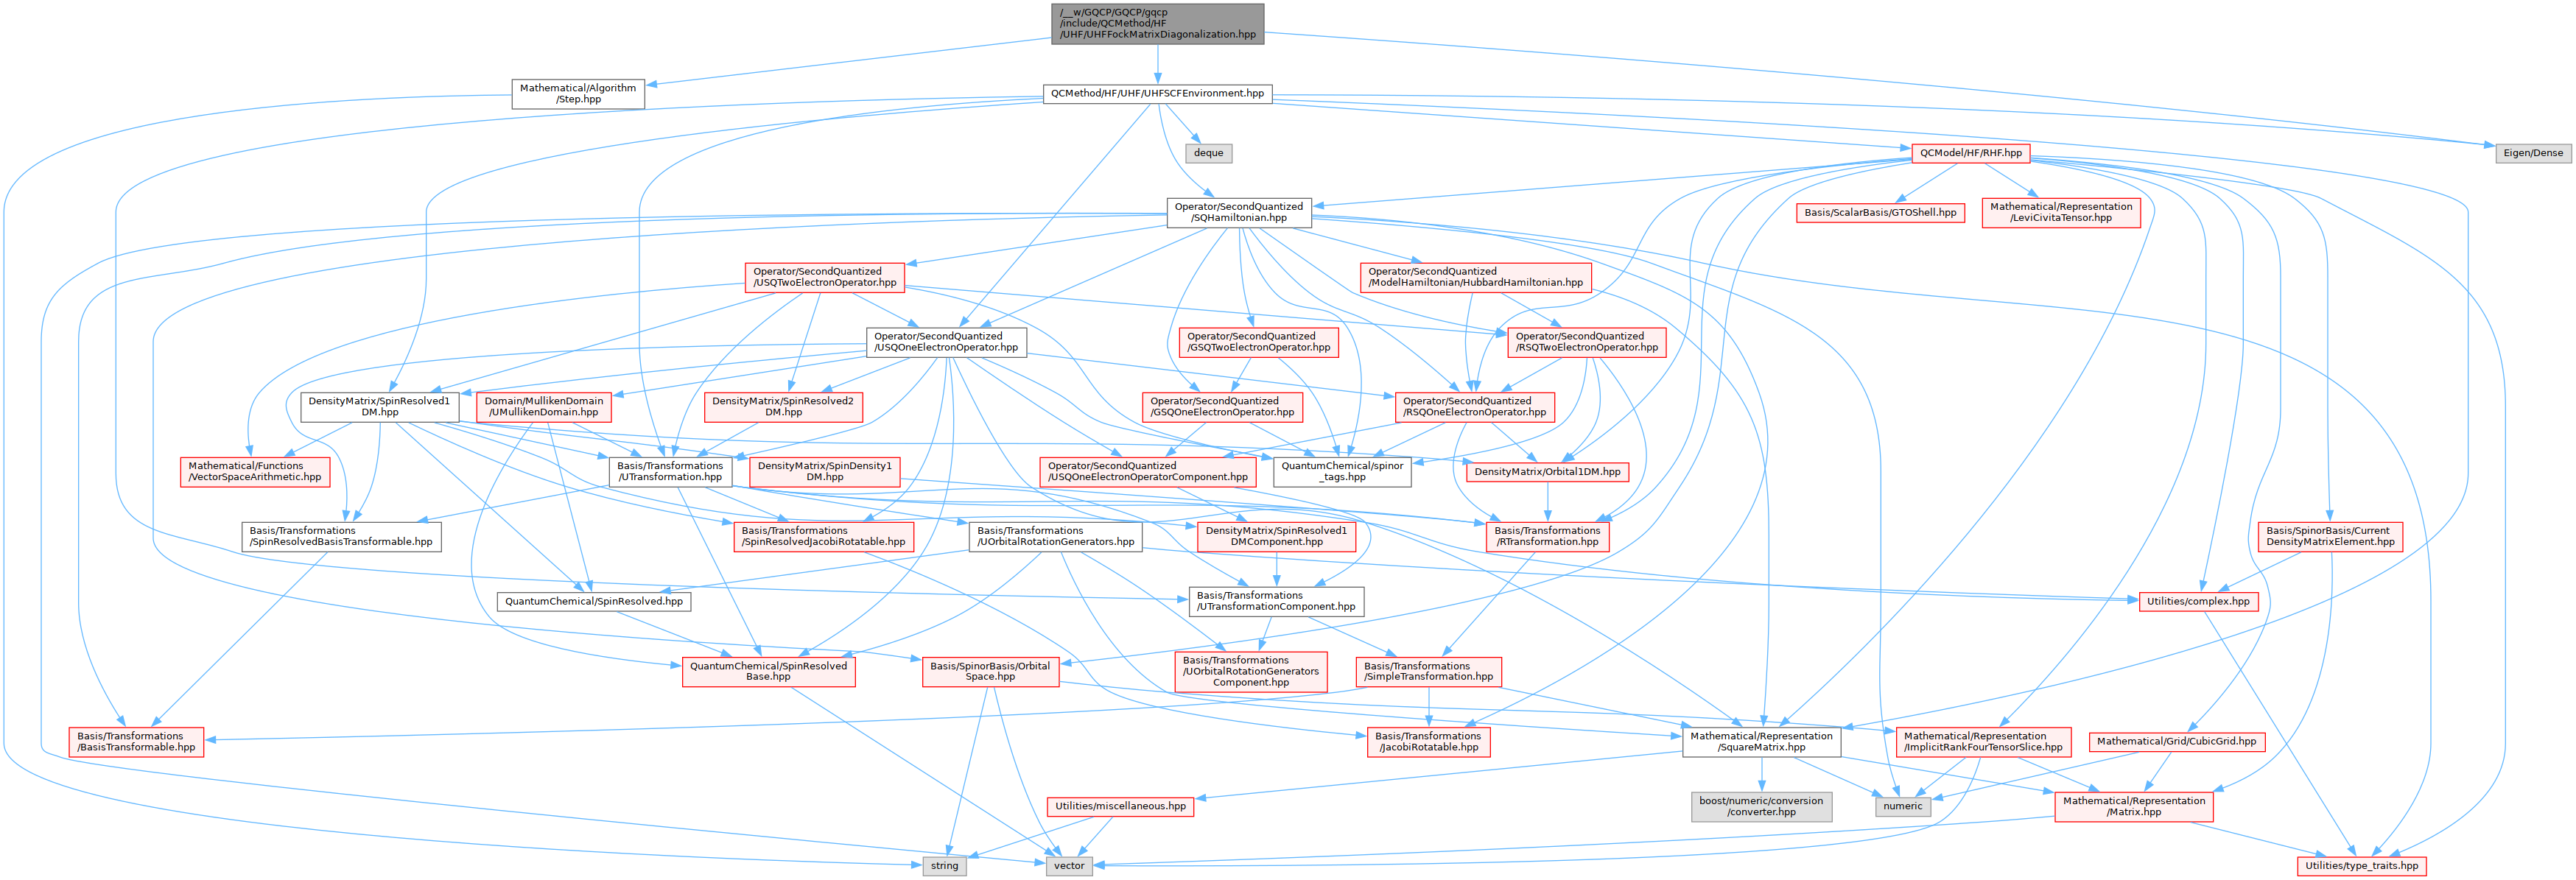 /__w/GQCP/GQCP/gqcp
/include/QCMethod/HF
/UHF/UHFFockMatrixDiagonalization.hpp
Mathematical/Algorithm
/Step.hpp
QCMethod/HF/UHF/UHFSCFEnvironment.hpp
deque
QCModel/HF/RHF.hpp
Eigen/Dense
Operator/SecondQuantized
/SQHamiltonian.hpp
Basis/ScalarBasis/GTOShell.hpp
Mathematical/Representation
/LeviCivitaTensor.hpp
Operator/SecondQuantized
/USQTwoElectronOperator.hpp
Operator/SecondQuantized
/ModelHamiltonian/HubbardHamiltonian.hpp
Operator/SecondQuantized
/USQOneElectronOperator.hpp
Operator/SecondQuantized
/GSQTwoElectronOperator.hpp
Operator/SecondQuantized
/RSQTwoElectronOperator.hpp
DensityMatrix/SpinResolved1
DM.hpp
Domain/MullikenDomain
/UMullikenDomain.hpp
DensityMatrix/SpinResolved2
DM.hpp
Operator/SecondQuantized
/GSQOneElectronOperator.hpp
Operator/SecondQuantized
/RSQOneElectronOperator.hpp
Mathematical/Functions
/VectorSpaceArithmetic.hpp
Basis/Transformations
/UTransformation.hpp
DensityMatrix/SpinDensity1
DM.hpp
Operator/SecondQuantized
/USQOneElectronOperatorComponent.hpp
QuantumChemical/spinor
_tags.hpp
DensityMatrix/Orbital1DM.hpp
Basis/Transformations
/SpinResolvedBasisTransformable.hpp
Basis/Transformations
/SpinResolvedJacobiRotatable.hpp
Basis/Transformations
/UOrbitalRotationGenerators.hpp
DensityMatrix/SpinResolved1
DMComponent.hpp
Basis/Transformations
/RTransformation.hpp
Basis/SpinorBasis/Current
DensityMatrixElement.hpp
QuantumChemical/SpinResolved.hpp
Basis/Transformations
/UTransformationComponent.hpp
Utilities/complex.hpp
QuantumChemical/SpinResolved
Base.hpp
Basis/SpinorBasis/Orbital
Space.hpp
Basis/Transformations
/UOrbitalRotationGenerators
Component.hpp
Basis/Transformations
/SimpleTransformation.hpp
Basis/Transformations
/BasisTransformable.hpp
Basis/Transformations
/JacobiRotatable.hpp
Mathematical/Representation
/SquareMatrix.hpp
Mathematical/Representation
/ImplicitRankFourTensorSlice.hpp
Mathematical/Grid/CubicGrid.hpp
Utilities/miscellaneous.hpp
boost/numeric/conversion
/converter.hpp
numeric
Mathematical/Representation
/Matrix.hpp
string
vector
Utilities/type_traits.hpp